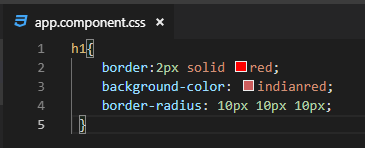 app.component.css ×
1 h1{
2 border:2px solid red;
3 background-color: indianred;
4 border-radius: 10px 10px 10px;
5 }